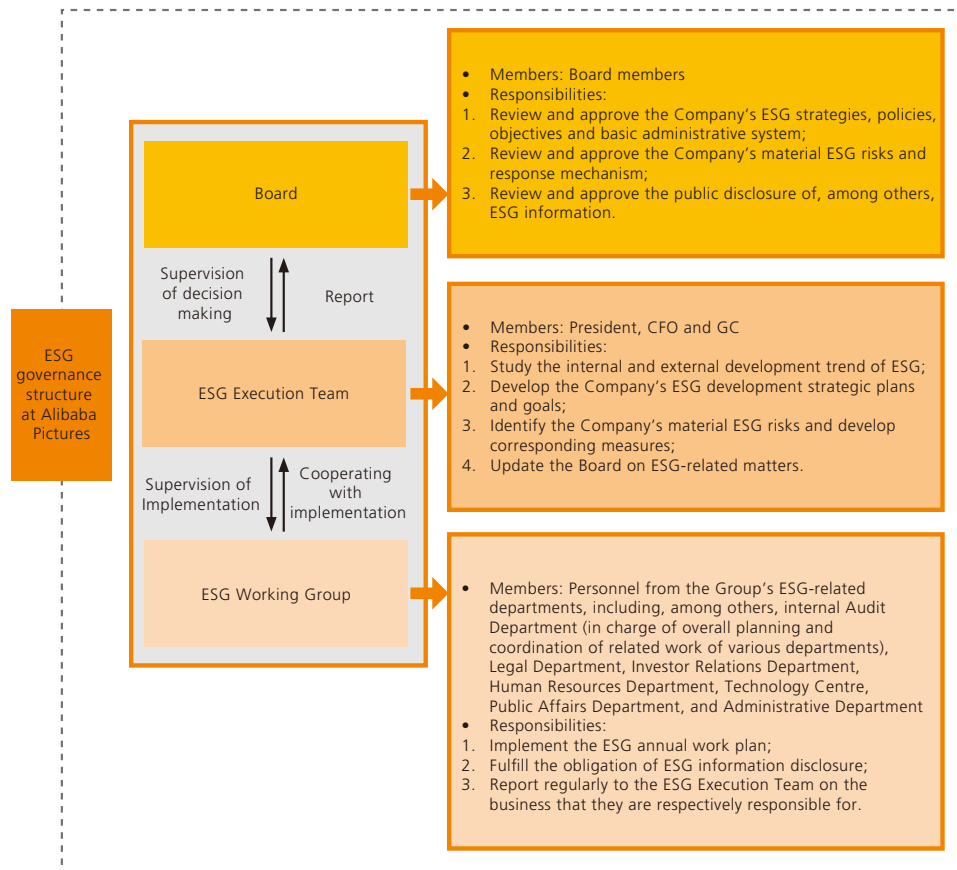 ESG
governance
structure
at Alibaba
Pictures
Board
Supervision
of decision
making
Report
ESG Execution Team
Supervision of
Implementation
Cooperating
with
implementation
ESG Working Group
• Members: Board members
• Responsibilities:
1. Review and approve the Company’s ESG strategies, policies,
objectives and basic administrative system;
2. Review and approve the Company’s material ESG risks and
response mechanism;
3. Review and approve the public disclosure of, among others,
ESG information.
• Members: President, CFO and GC
• Responsibilities:
1. Study the internal and external development trend of ESG;
2. Develop the Company’s ESG development strategic plans
and goals;
3. Identify the Company’s material ESG risks and develop
corresponding measures;
4. Update the Board on ESG-related matters.
• Members: Personnel from the Group’s ESG-related
departments, including, among others, internal Audit
Department (in charge of overall planning and
coordination of related work of various departments),
Legal Department, Investor Relations Department,
Human Resources Department, Technology Centre,
Public Affairs Department, and Administrative Department
• Responsibilities:
1. Implement the ESG annual work plan;
2. Fulfill the obligation of ESG information disclosure;
3. Report regularly to the ESG Execution Team on the
business that they are respectively responsible for.